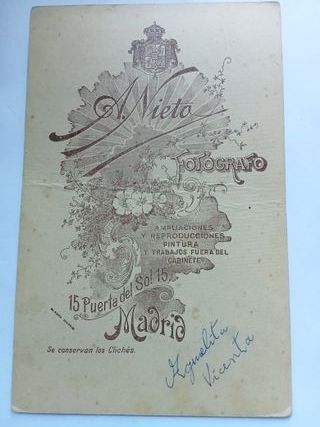 A. Nieto
FOTÓGRAFO
AMPLIACIONES
Y REPRODUCCIONES
PINTURA
Y TRABAJOS FUERA DEL
GABINETE
15 Puerta del Sol 15.
Madrid
Se conservan los Clichés.
Vicenta